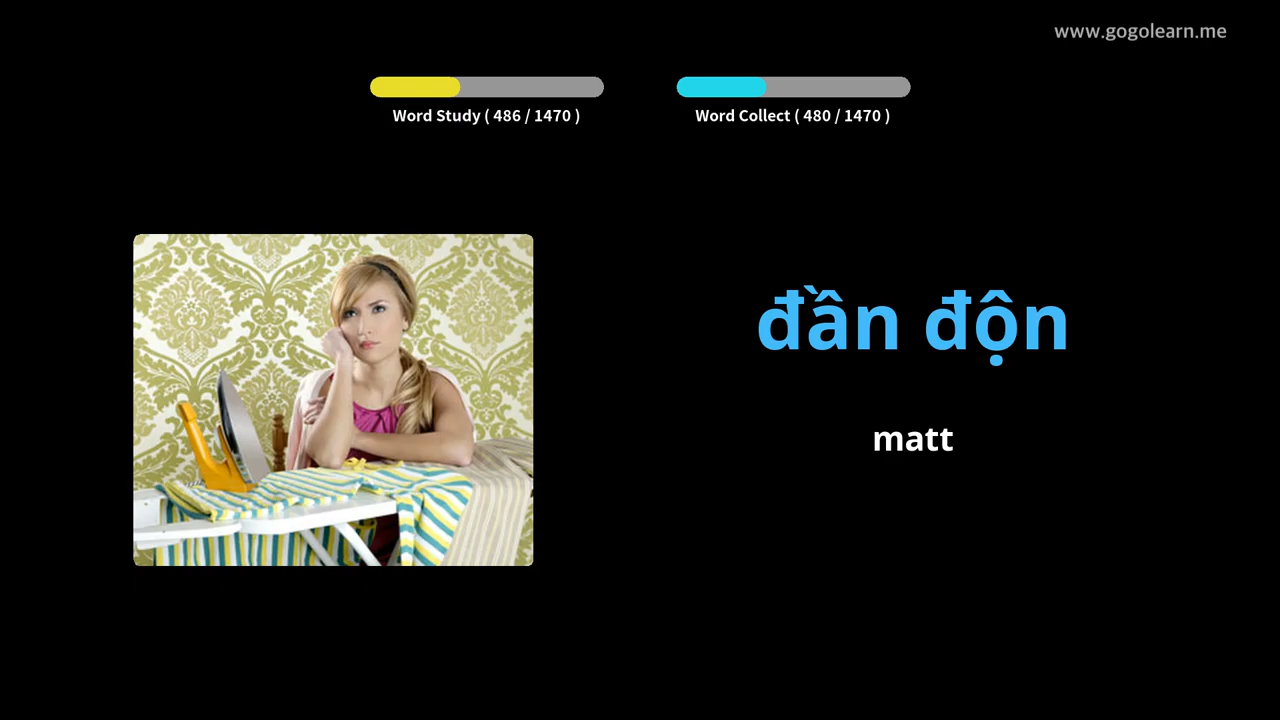 www.gogolearn.me
Word Study ( 486 / 1470 )
Word Collect ( 480 / 1470 )
đần độn
matt